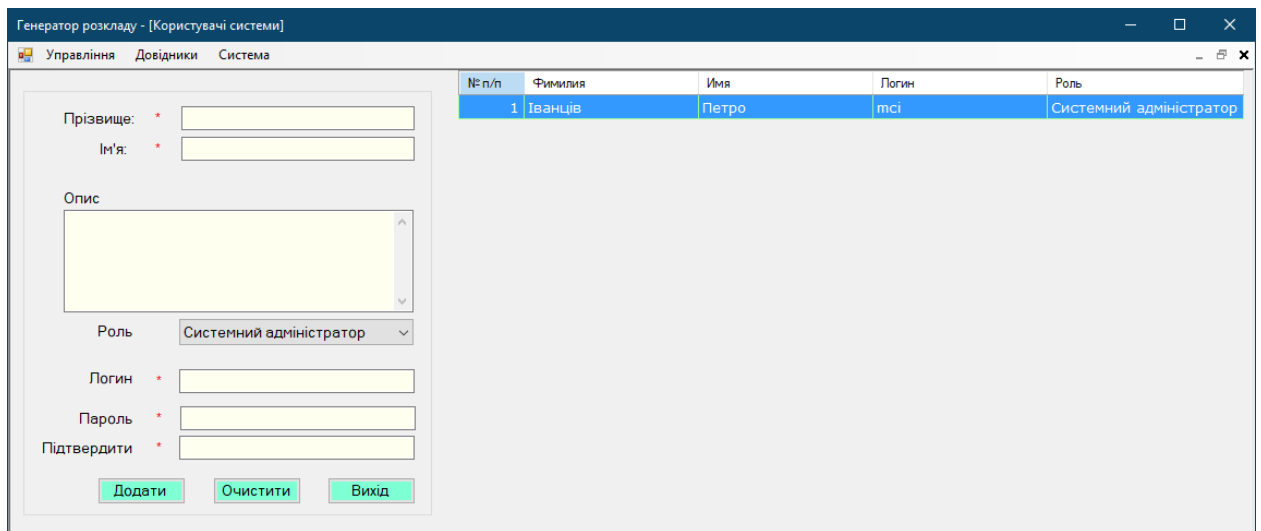 Генератор розкладу - [Користувачі системи]
Управління Довідники Система
Прізвище: *
Ім'я: *
Опис
Роль Системний адміністратор
Логин *
Пароль *
Підтвердити *
Додати Очистити Вихід
№ п/п Фимилия Имя Логин Роль
1 Іванців Петро mci Системний адміністратор